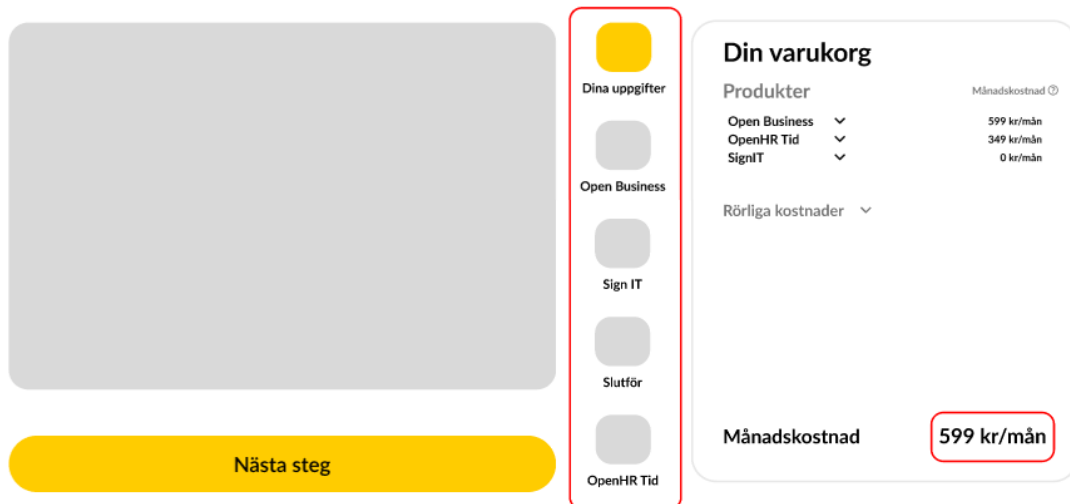 Dina uppgifter
Open Business
Sign IT
Slutför
OpenHR Tid
Nästa steg
Din varukorg
Produkter Månadskostnad
Open Business 599 kr/mån
OpenHR Tid 349 kr/mån
SignIT 0 kr/mån
Rörliga kostnader
Månadskostnad 599 kr/mån